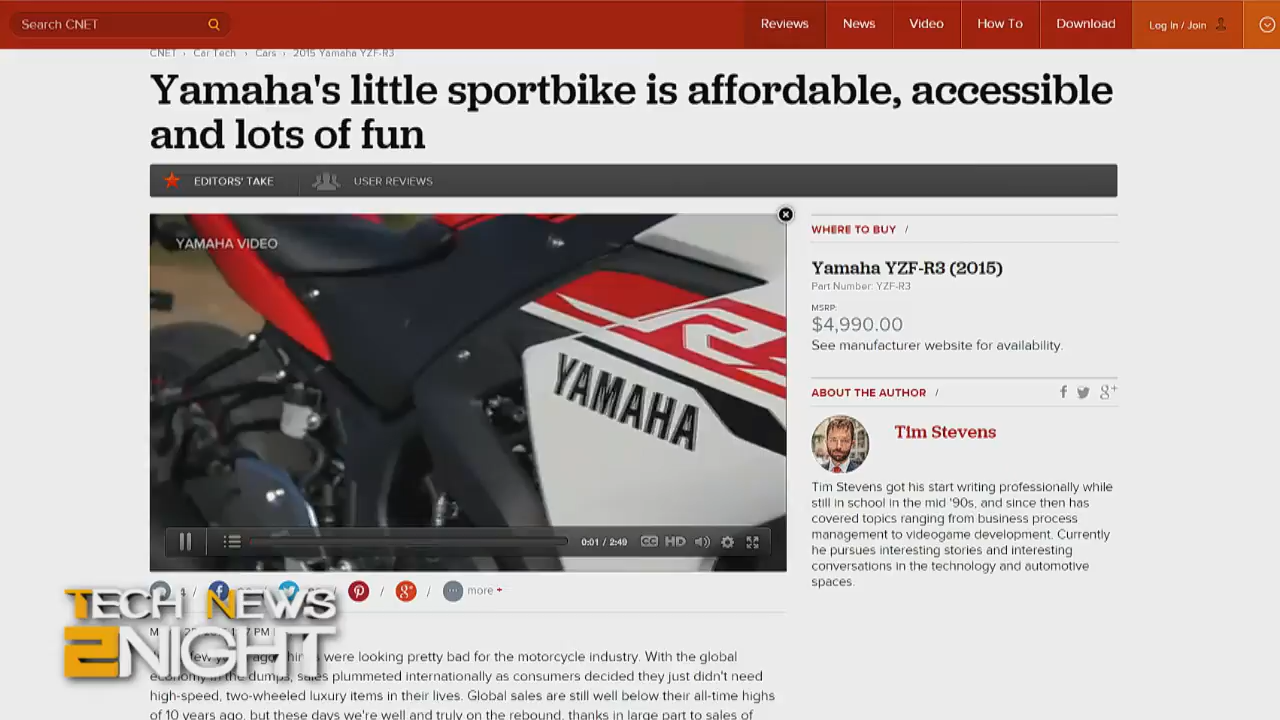 Search CNET
Reviews
News
Video
How To
Download
Log In / Join
CNET › Car Tech › Cars › 2015 Yamaha YZF-R3
Yamaha's little sportbike is affordable, accessible
and lots of fun
EDITORS' TAKE
USER REVIEWS
YAMAHA VIDEO
YAMAHA
0:01 / 2:49
CC
HD
more +
WHERE TO BUY /
Yamaha YZF-R3 (2015)
Part Number: YZF-R3
MSRP:
$4,990.00
See manufacturer website for availability.
ABOUT THE AUTHOR /
Tim Stevens
Tim Stevens got his start writing professionally while
still in school in the mid '90s, and since then has
covered topics ranging from business process
management to videogame development. Currently
he pursues interesting stories and interesting
conversations in the technology and automotive
spaces.
TECH NEWS
2NIGHT
PM
were looking pretty bad for the motorcycle industry. With the global
economy in the dumps, sales plummeted internationally as consumers decided they just didn't need
high-speed, two-wheeled luxury items in their lives. Global sales are still well below their all-time highs
of 10 years ago, but these days we're well and truly on the rebound, thanks in large part to sales of